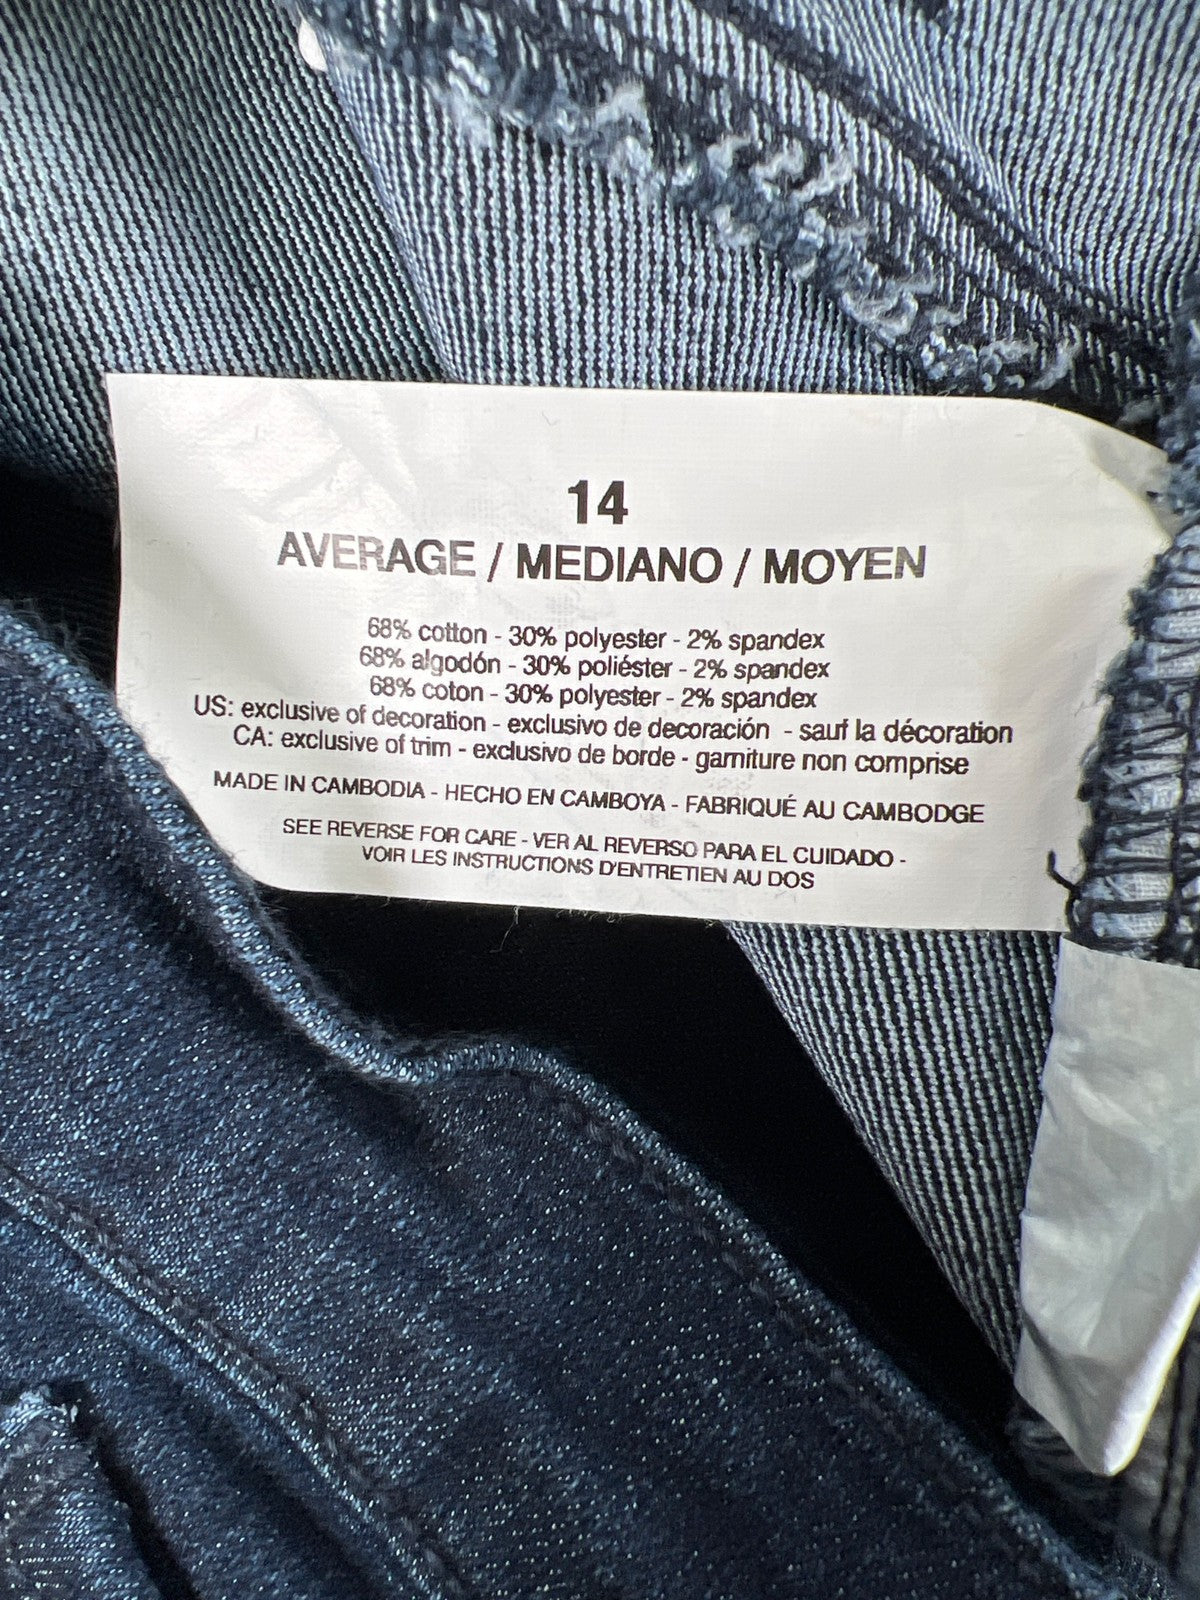 14
AVERAGE / MEDIANO / MOYEN
68% cotton - 30% polyester - 2% spandex
68% algodón - 30% poliéster - 2% spandex
68% coton - 30% polyester - 2% spandex
US: exclusive of decoration - exclusivo de decoración - sauf la décoration
CA: exclusive of trim - exclusivo de borde - garniture non comprise
MADE IN CAMBODIA - HECHO EN CAMBOYA - FABRIQUÉ AU CAMBODGE
SEE REVERSE FOR CARE - VER AL REVERSO PARA EL CUIDADO -
VOIR LES INSTRUCTIONS D'ENTRETIEN AU DOS